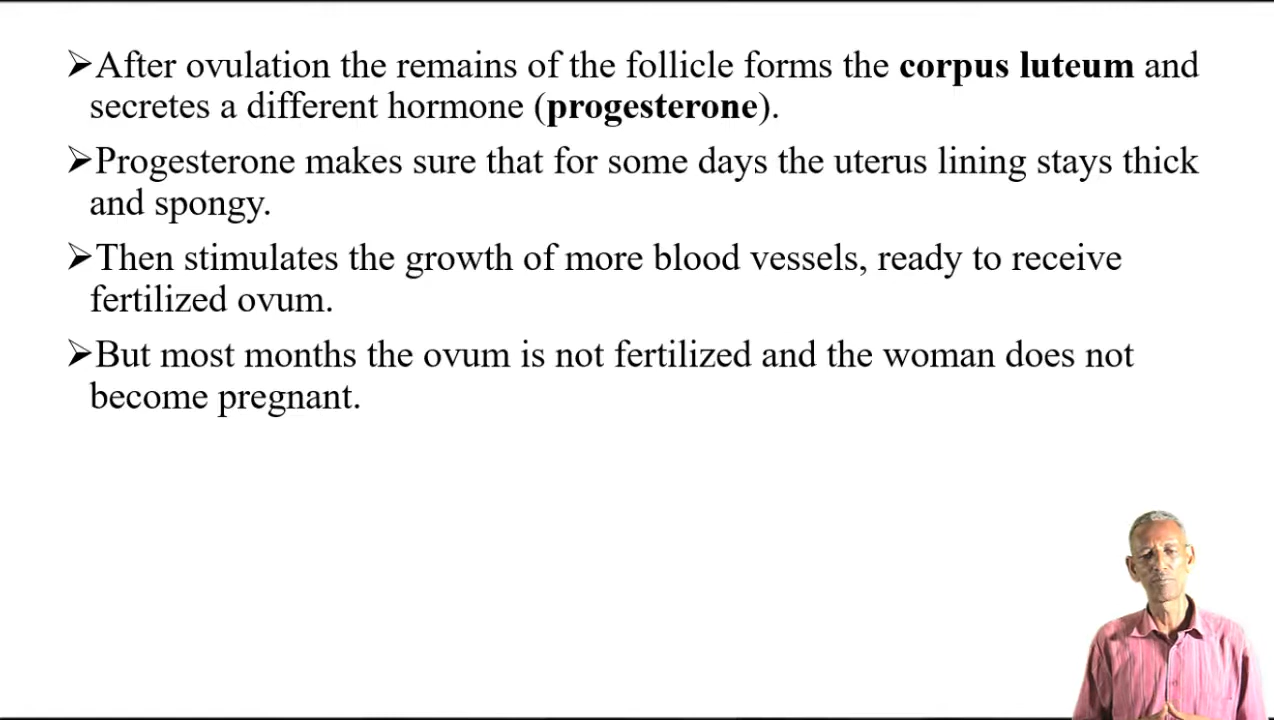 ➢After ovulation the remains of the follicle forms the corpus luteum and
secretes a different hormone (progesterone).
➢Progesterone makes sure that for some days the uterus lining stays thick
and spongy.
➢Then stimulates the growth of more blood vessels, ready to receive
fertilized ovum.
➢But most months the ovum is not fertilized and the woman does not
become pregnant.